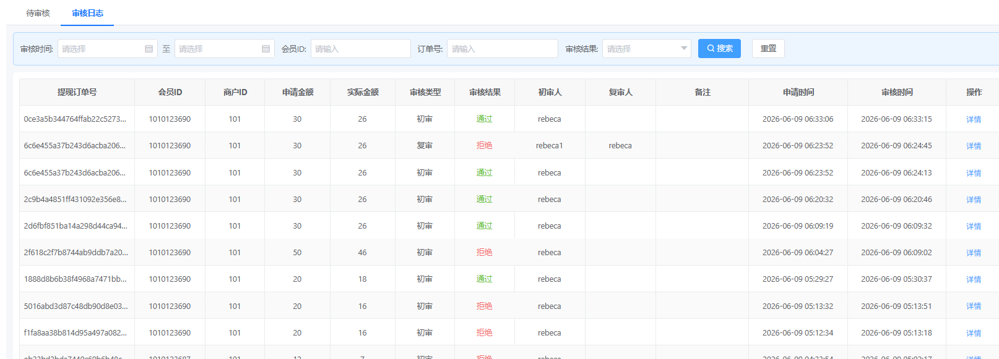 待审核 审核日志
审核时间: 请选择 至 请选择 会员ID: 请输入 订单号: 请输入 审核结果: 请选择 搜索 重置
提现订单号 会员ID 商户ID 申请金额 实际金额 审核类型 审核结果 初审人 复审人 备注 申请时间 审核时间 操作
0ce3a5b344764ffab22c5273... 1010123690 101 30 26 初审 通过 rebeca 2026-06-09 06:33:06 2026-06-09 06:33:15 详情
6c6e455a37b243d6acba206... 1010123690 101 30 26 复审 拒绝 rebeca1 rebeca 2026-06-09 06:23:52 2026-06-09 06:24:45 详情
6c6e455a37b243d6acba206... 1010123690 101 30 26 初审 通过 rebeca 2026-06-09 06:23:52 2026-06-09 06:24:13 详情
2c9b4a4851ff431092e356e8... 1010123690 101 30 26 初审 通过 rebeca 2026-06-09 06:20:32 2026-06-09 06:20:46 详情
2d6fbf851ba14a298d44ca94... 1010123690 101 30 26 初审 通过 rebeca 2026-06-09 06:09:19 2026-06-09 06:09:32 详情
2f618c2f7b8744ab9ddb7a20... 1010123690 101 50 46 初审 拒绝 rebeca 2026-06-09 06:04:27 2026-06-09 06:09:02 详情
1888d8b6b38f4968a7471bb... 1010123690 101 20 18 初审 通过 rebeca 2026-06-09 05:29:27 2026-06-09 05:30:37 详情
5016abd3d87c48db90d8e03... 1010123690 101 20 16 初审 拒绝 rebeca 2026-06-09 05:13:32 2026-06-09 05:13:51 详情
f1fa8aa38b814d95a497a082... 1010123690 101 20 16 初审 拒绝 rebeca 2026-06-09 05:12:34 2026-06-09 05:13:18 详情